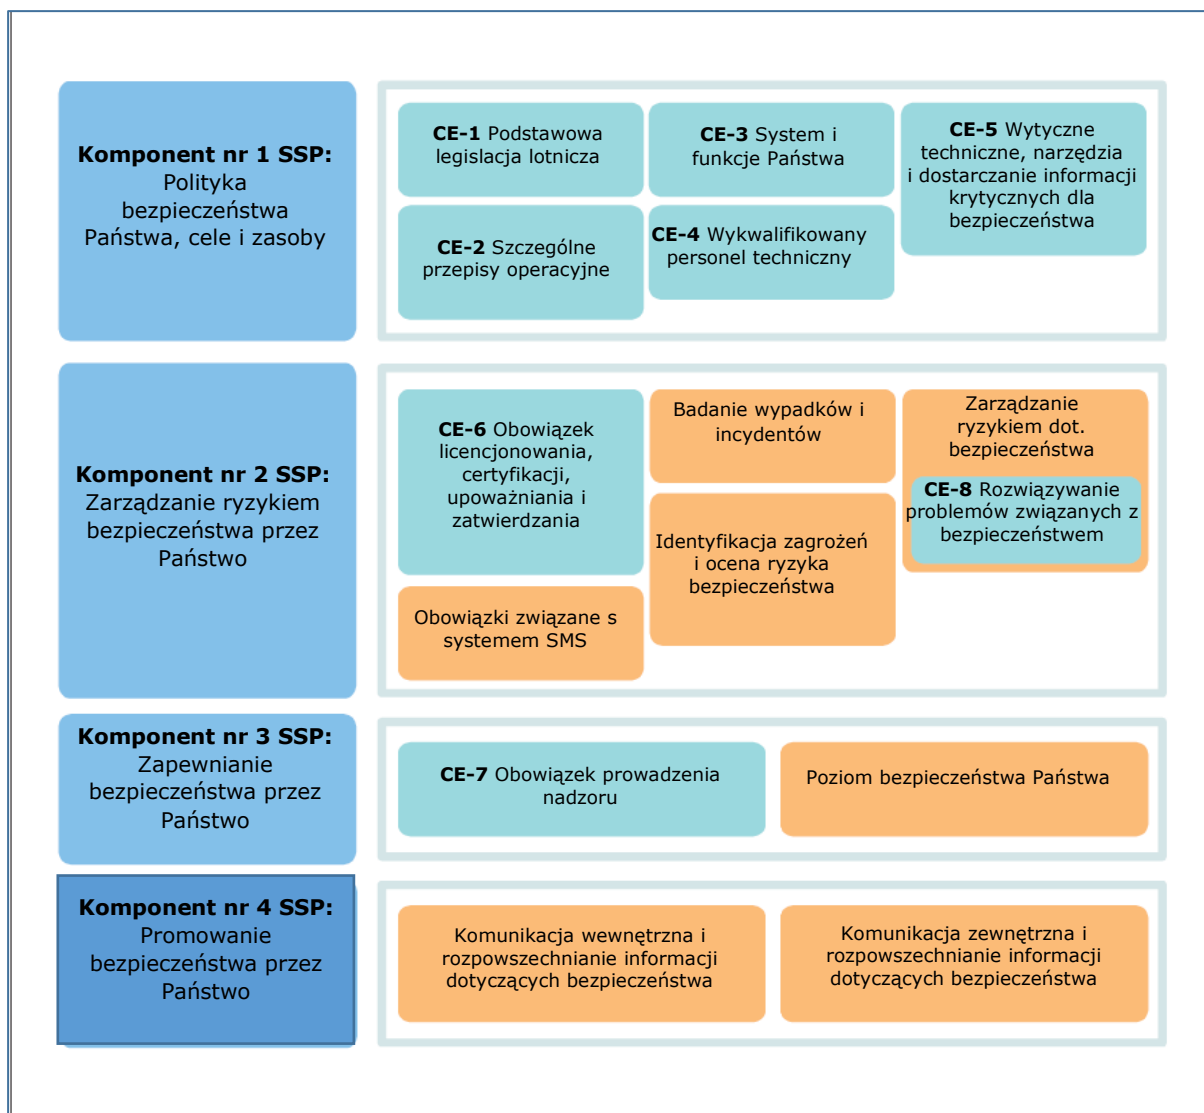 Komponent nr 1 SSP:
Polityka
bezpieczeństwa
Państwa, cele i zasoby
CE-1 Podstawowa
legislacja lotnicza
CE-2 Szczególne
przepisy operacyjne
CE-3 System i
funkcje Państwa
CE-4 Wykwalifikowany
personel techniczny
CE-5 Wytyczne
techniczne, narzędzia
i dostarczanie informacji
krytycznych dla
bezpieczeństwa
Komponent nr 2 SSP:
Zarządzanie ryzykiem
bezpieczeństwa przez
Państwo
CE-6 Obowiązek
licencjonowania,
certyfikacji,
upoważniania i
zatwierdzania
Obowiązki związane s
systemem SMS
Badanie wypadków i
incydentów
Identyfikacja zagrożeń
i ocena ryzyka
bezpieczeństwa
Zarządzanie
ryzykiem dot.
bezpieczeństwa
CE-8 Rozwiązywanie
problemów związanych z
bezpieczeństwem
Komponent nr 3 SSP:
Zapewnianie
bezpieczeństwa przez
Państwo
CE-7 Obowiązek prowadzenia
nadzoru
Poziom bezpieczeństwa Państwa
Komponent nr 4 SSP:
Promowanie
bezpieczeństwa przez
Państwo
Komunikacja wewnętrzna i
rozpowszechnianie informacji
dotyczących bezpieczeństwa
Komunikacja zewnętrzna i
rozpowszechnianie informacji
dotyczących bezpieczeństwa